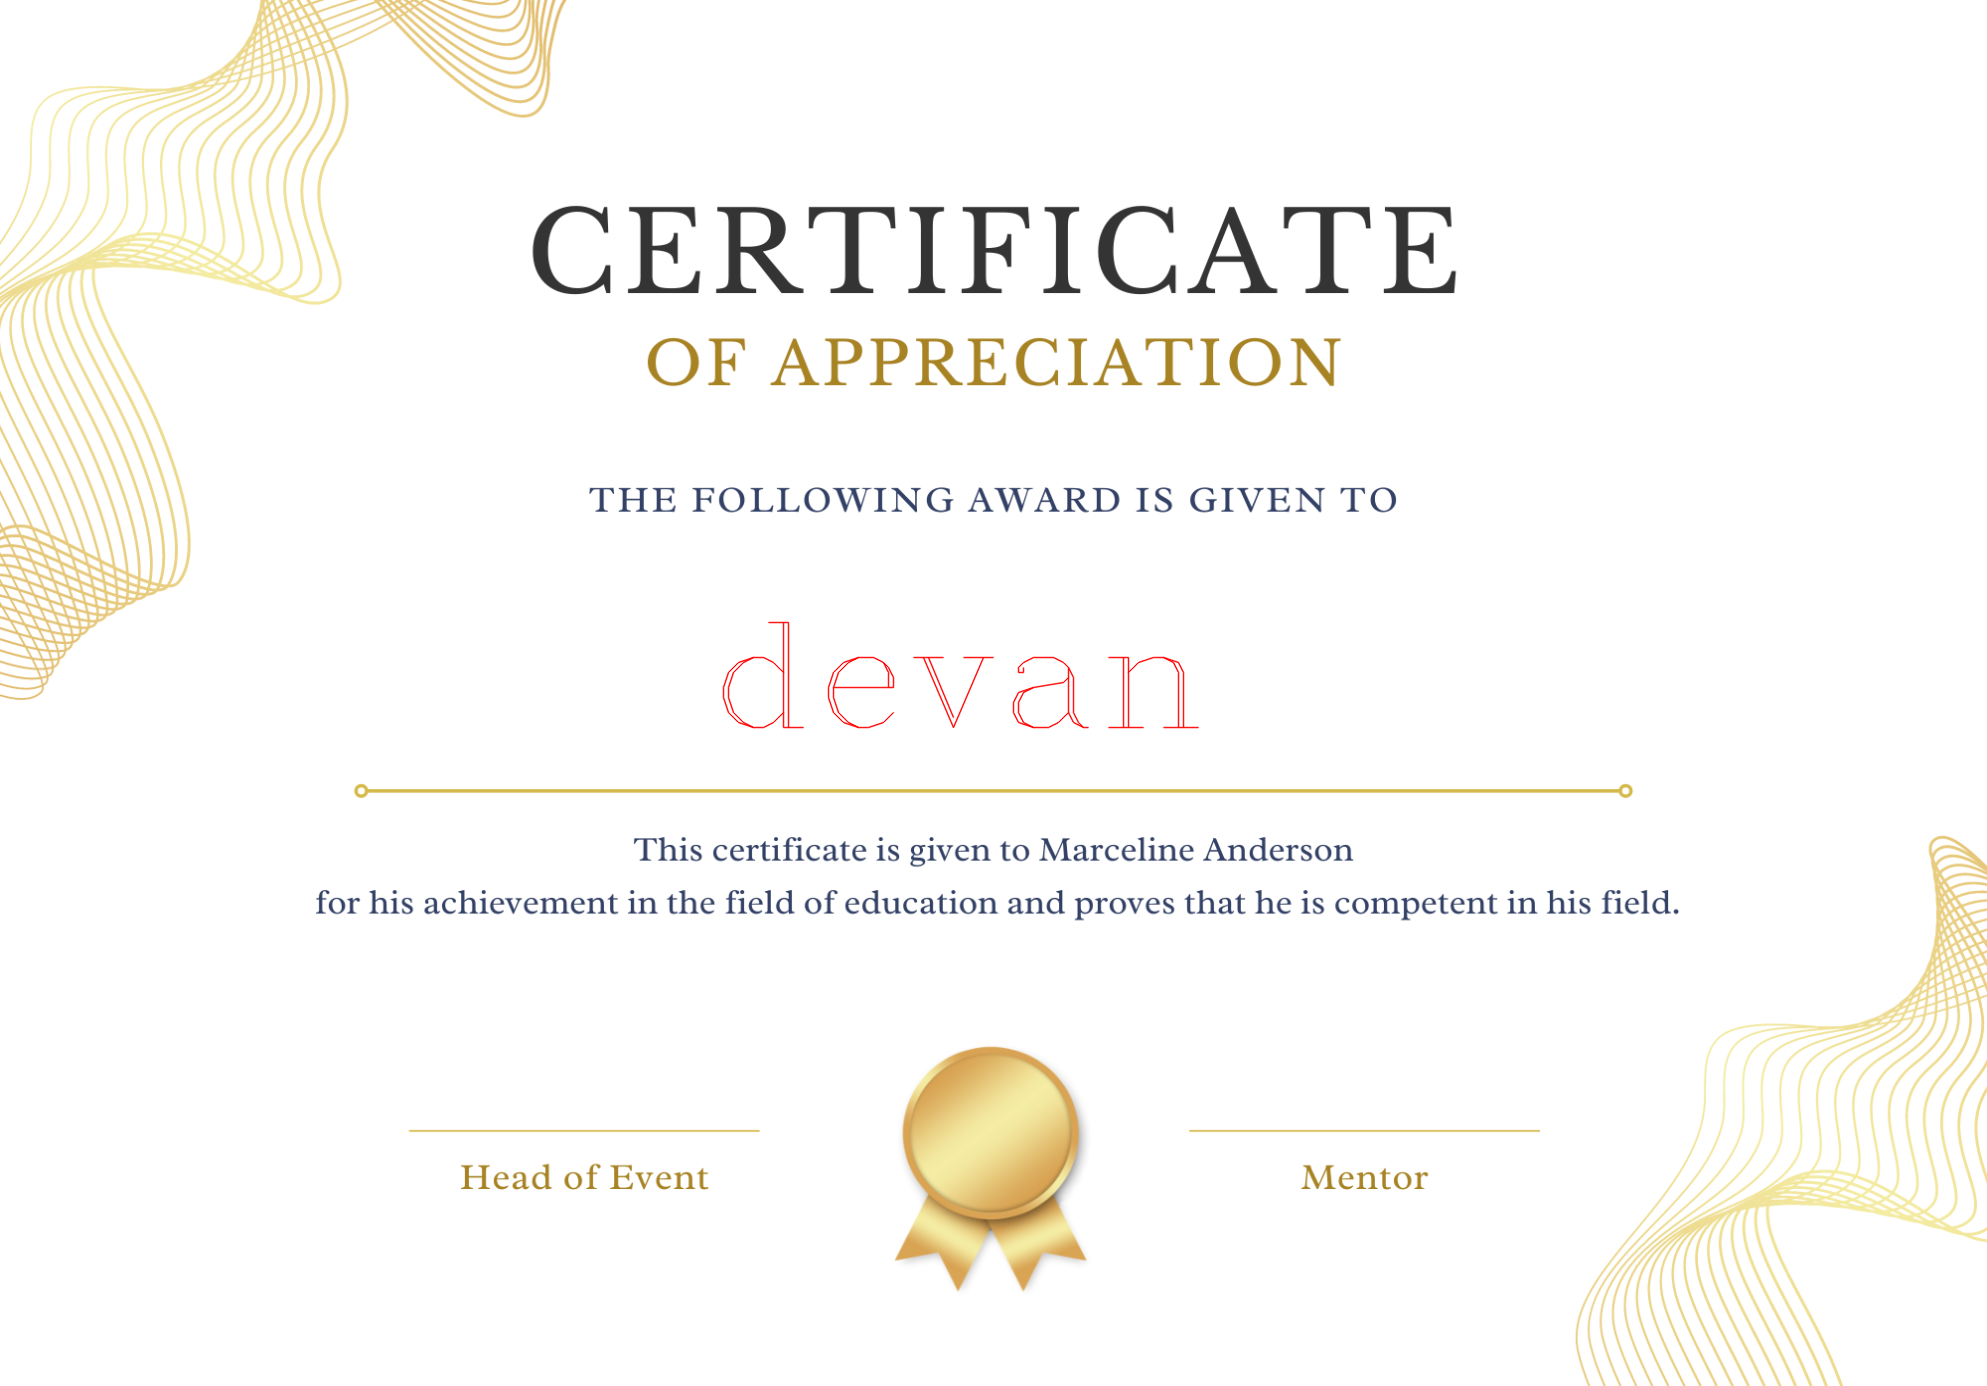 CERTIFICATE
OF APPRECIATION
THE FOLLOWING AWARD IS GIVEN TO
devan
This certificate is given to Marceline Anderson
for his achievement in the field of education and proves that he is competent in his field.
Head of Event
Mentor